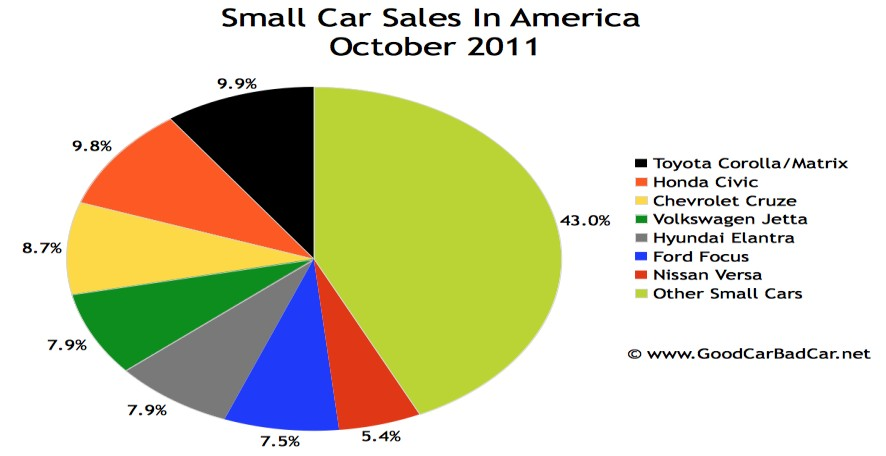 Small Car Sales In America
October 2011
9.9%
9.8%
8.7%
7.9%
7.9%
7.5%
5.4%
43.0%
Toyota Corolla/Matrix
Honda Civic
Chevrolet Cruze
Volkswagen Jetta
Hyundai Elantra
Ford Focus
Nissan Versa
Other Small Cars
© www.GoodCarBadCar.net